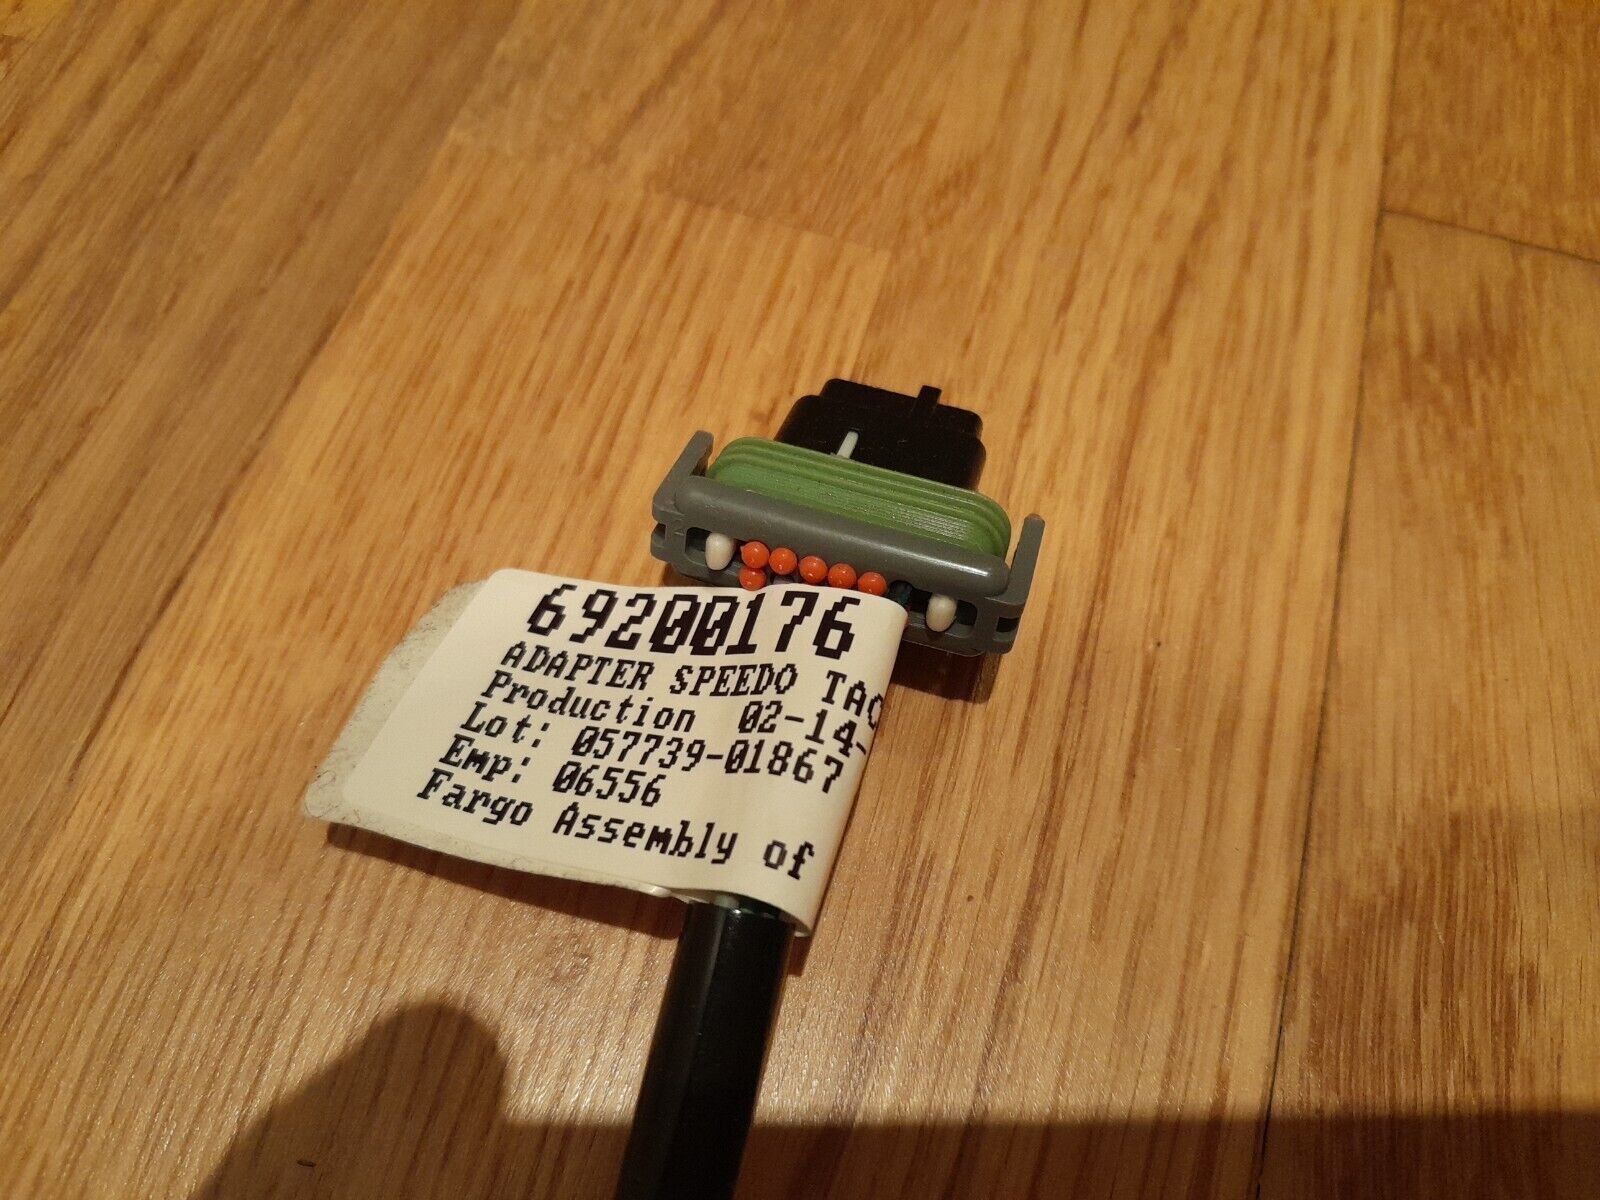 69200176
ADAPTER SPEEDO TAC
Production 02-14-
Lot: 057739-01867
Emp: 06556
Fargo Assembly of